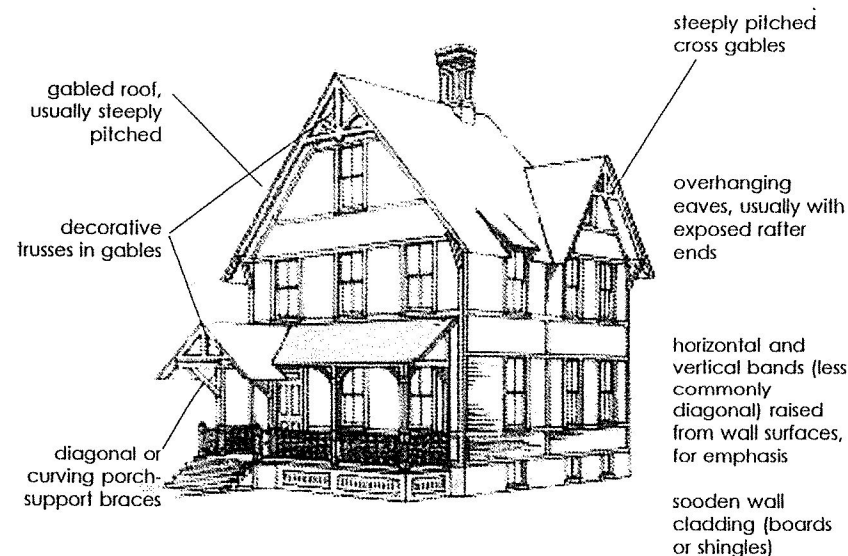 steeply pitched
cross gables
gabled roof,
usually steeply
pitched
decorative
trusses in gables
diagonal or
curving porch-
support braces
overhanging
eaves, usually with
exposed rafter
ends
horizontal and
vertical bands (less
commonly
diagonal) raised
from wall surfaces,
for emphasis
sooden wall
cladding (boards
or shingles)